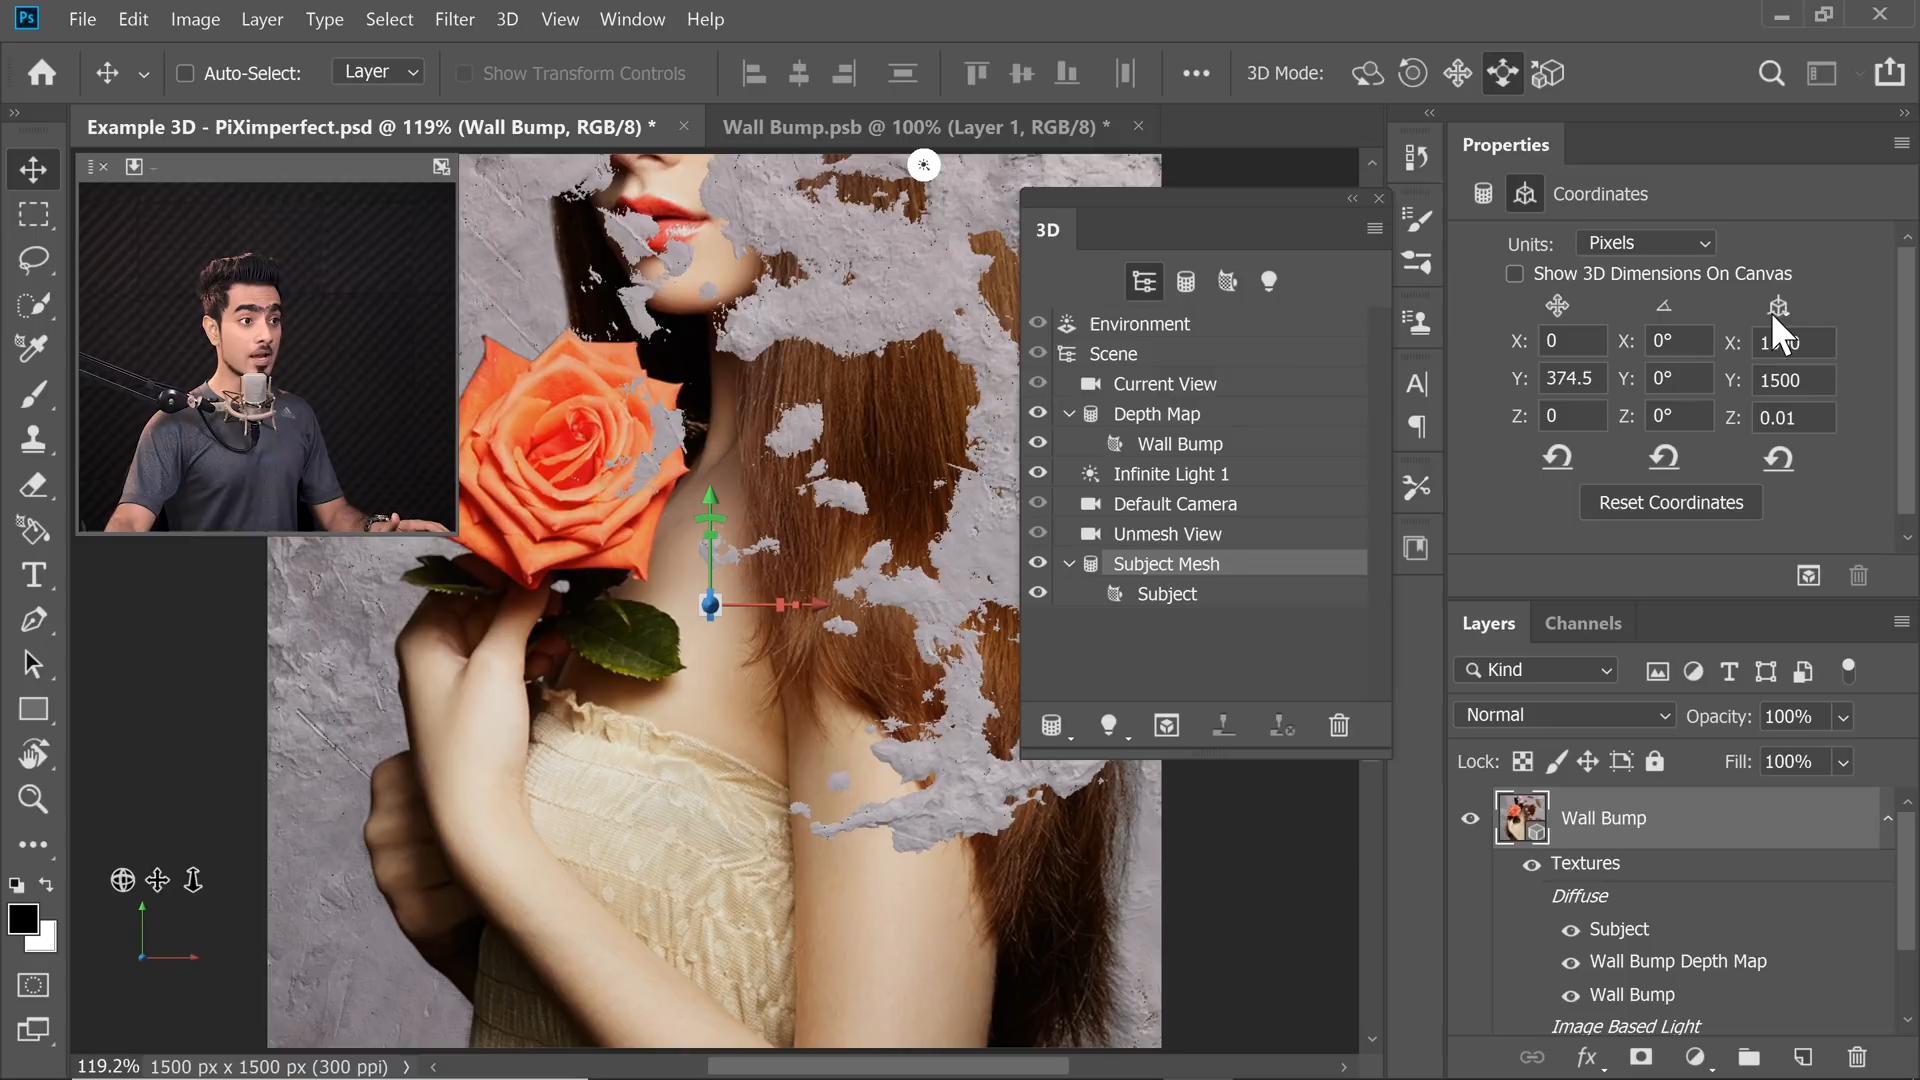 Ps File Edit Image Layer Type Select Filter 3D View Window Help
Auto-Select: Layer Show Transform Controls 3D Mode:
Example 3D - PiXimperfect.psd @ 119% (Wall Bump, RGB/8) *
Wall Bump.psb @ 100% (Layer 1, RGB/8) *
3D
Environment
Scene
Current View
Depth Map
Wall Bump
Infinite Light 1
Default Camera
Unmesh View
Subject Mesh
Subject
Properties
Coordinates
Units: Pixels
Show 3D Dimensions On Canvas
X: 0 X: 0° X:
Y: 374.5 Y: 0° Y: 1500
Z: 0 Z: 0° Z: 0.01
Reset Coordinates
Layers Channels
Kind
Normal Opacity: 100%
Lock: Fill: 100%
Wall Bump
Textures
Diffuse
Subject
Wall Bump Depth Map
Wall Bump
Image Based Light
fx
119.2% 1500 px x 1500 px (300 ppi)